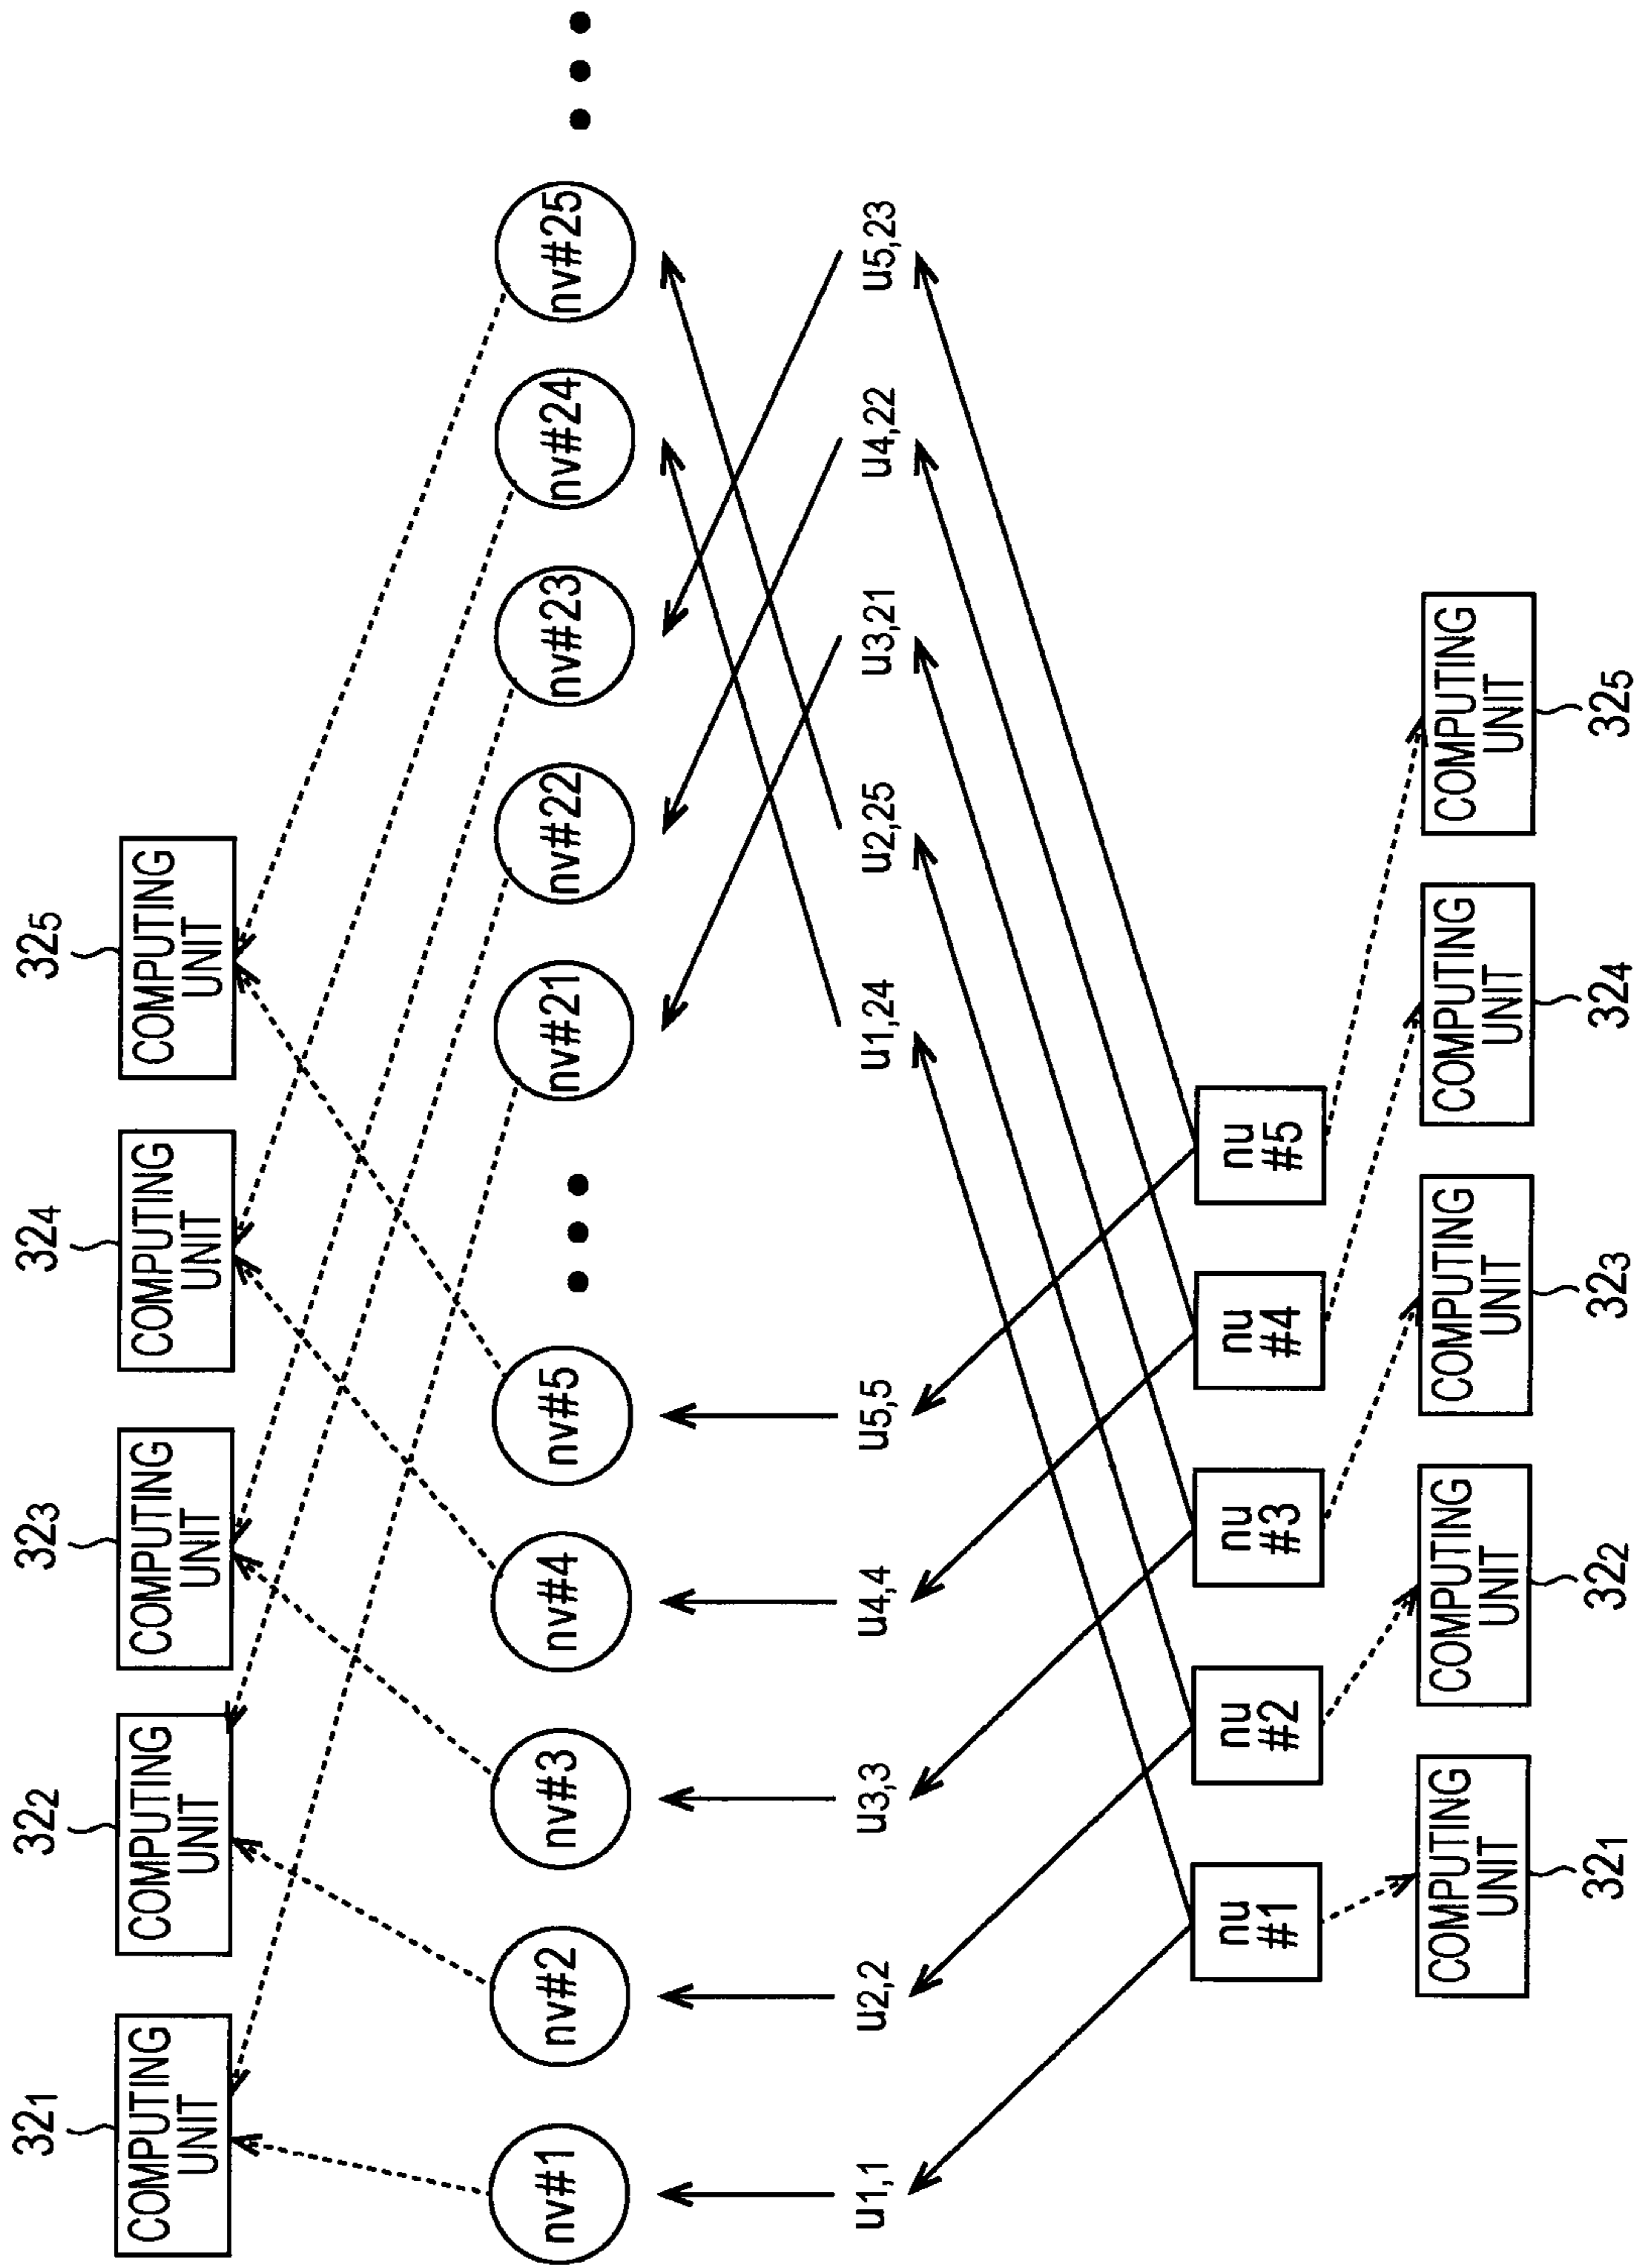 32₁ 32₂ 32₃ 32₄ 32₅
COMPUTING COMPUTING COMPUTING COMPUTING COMPUTING
UNIT UNIT UNIT UNIT UNIT
nv#1 nv#2 nv#3 nv#4 nv#5 ••• nv#21 nv#22 nv#23 nv#24 nv#25 •••
u1,1 u2,2 u3,3 u4,4 u5,5 u1,24 u2,25 u3,21 u4,22 u5,23
nu nu nu nu nu
#1 #2 #3 #4 #5
COMPUTING COMPUTING COMPUTING COMPUTING COMPUTING
UNIT UNIT UNIT UNIT UNIT
32₁ 32₂ 32₃ 32₄ 32₅